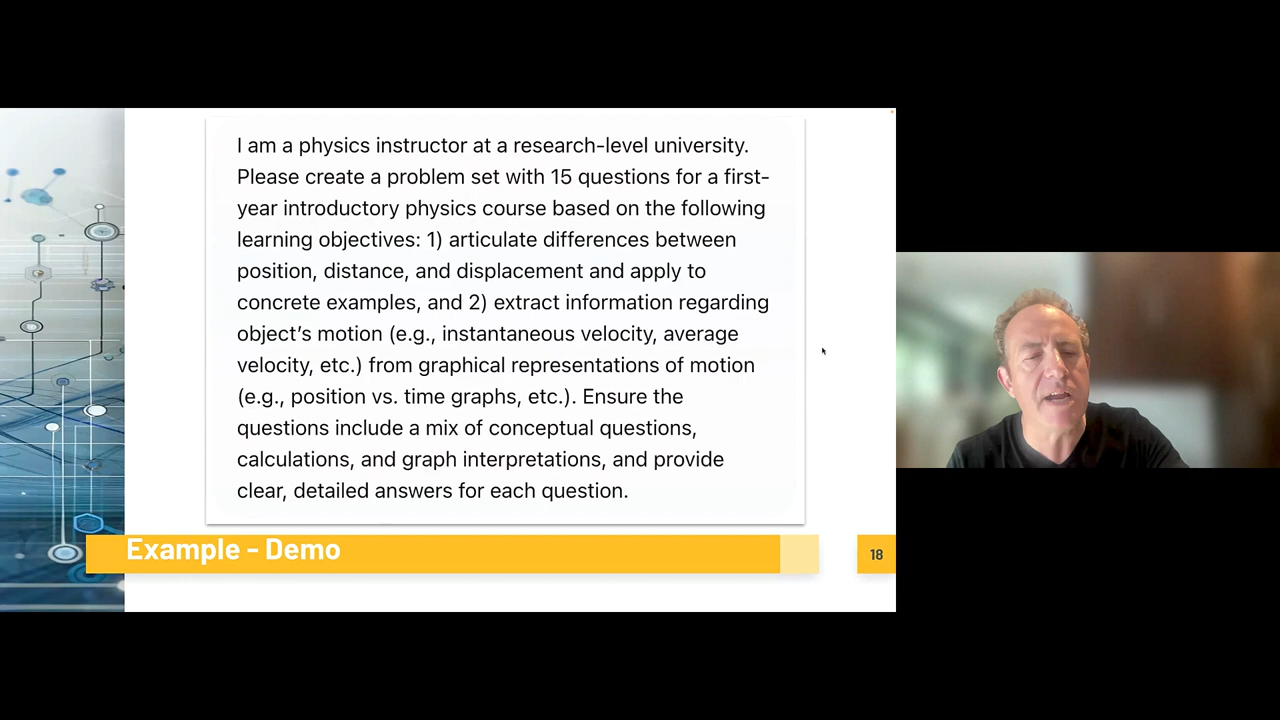 I am a physics instructor at a research-level university.
Please create a problem set with 15 questions for a first-
year introductory physics course based on the following
learning objectives: 1) articulate differences between
position, distance, and displacement and apply to
concrete examples, and 2) extract information regarding
object’s motion (e.g., instantaneous velocity, average
velocity, etc.) from graphical representations of motion
(e.g., position vs. time graphs, etc.). Ensure the
questions include a mix of conceptual questions,
calculations, and graph interpretations, and provide
clear, detailed answers for each question.
Example - Demo
18